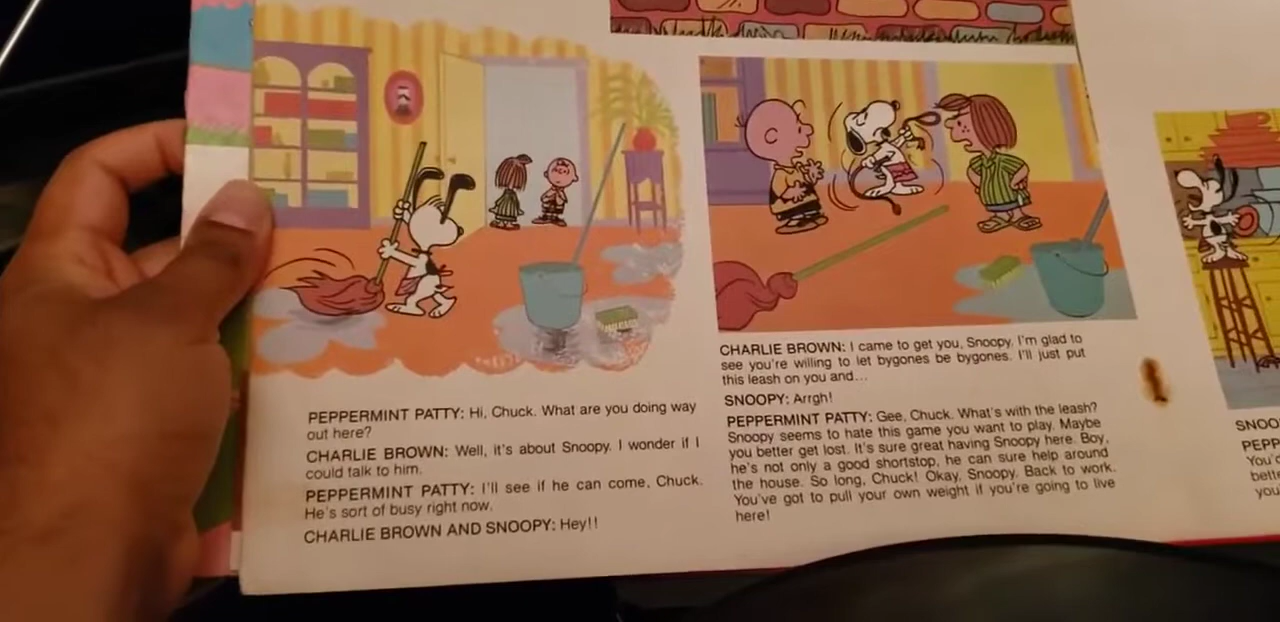 PEPPERMINT PATTY: Hi, Chuck. What are you doing way
out here?
CHARLIE BROWN: Well, it's about Snoopy. I wonder if I
could talk to him.
PEPPERMINT PATTY: I'll see if he can come, Chuck.
He's sort of busy right now.
CHARLIE BROWN AND SNOOPY: Hey!!
CHARLIE BROWN: I came to get you, Snoopy. I'm glad to
see you're willing to let bygones be bygones. I'll just put
this leash on you and...
SNOOPY: Arrgh!
PEPPERMINT PATTY: Gee, Chuck. What's with the leash?
Snoopy seems to hate this game you want to play. Maybe
you better get lost. It's sure great having Snoopy here. Boy,
he's not only a good shortstop, he can sure help around
the house. So long, Chuck! Okay, Snoopy. Back to work.
You've got to pull your own weight if you're going to live
here!
SNOO
PEPP
You'
bette
you